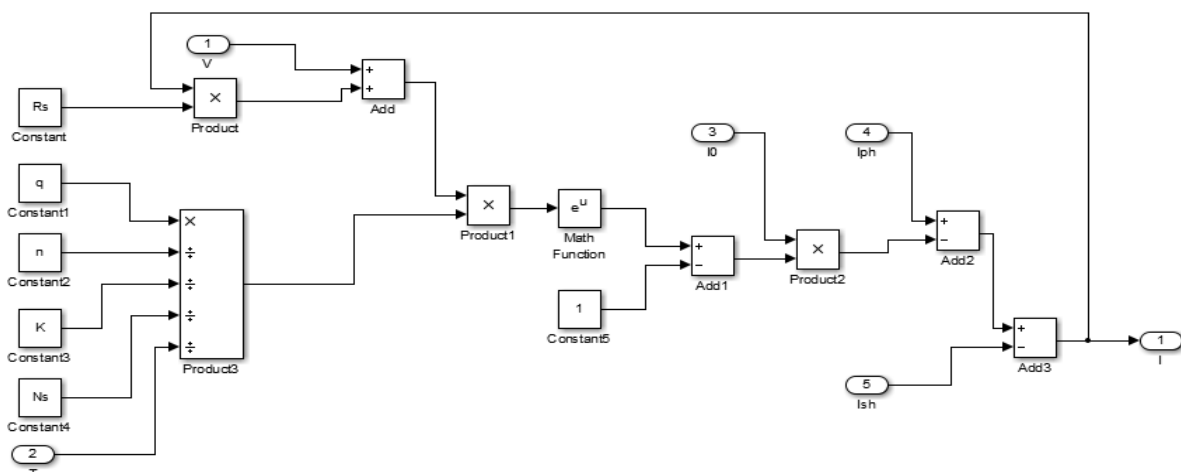 1
V
+
+
Add
Rs
Constant
×
Product
3
I0
4
Iph
q
Constant1
n
Constant2
K
Constant3
Ns
Constant4
2
×
÷
÷
÷
÷
Product3
×
Product1
e^u
Math
Function
+
−
Add1
1
Constant5
×
Product2
+
−
Add2
+
−
Add3
5
Ish
1
I